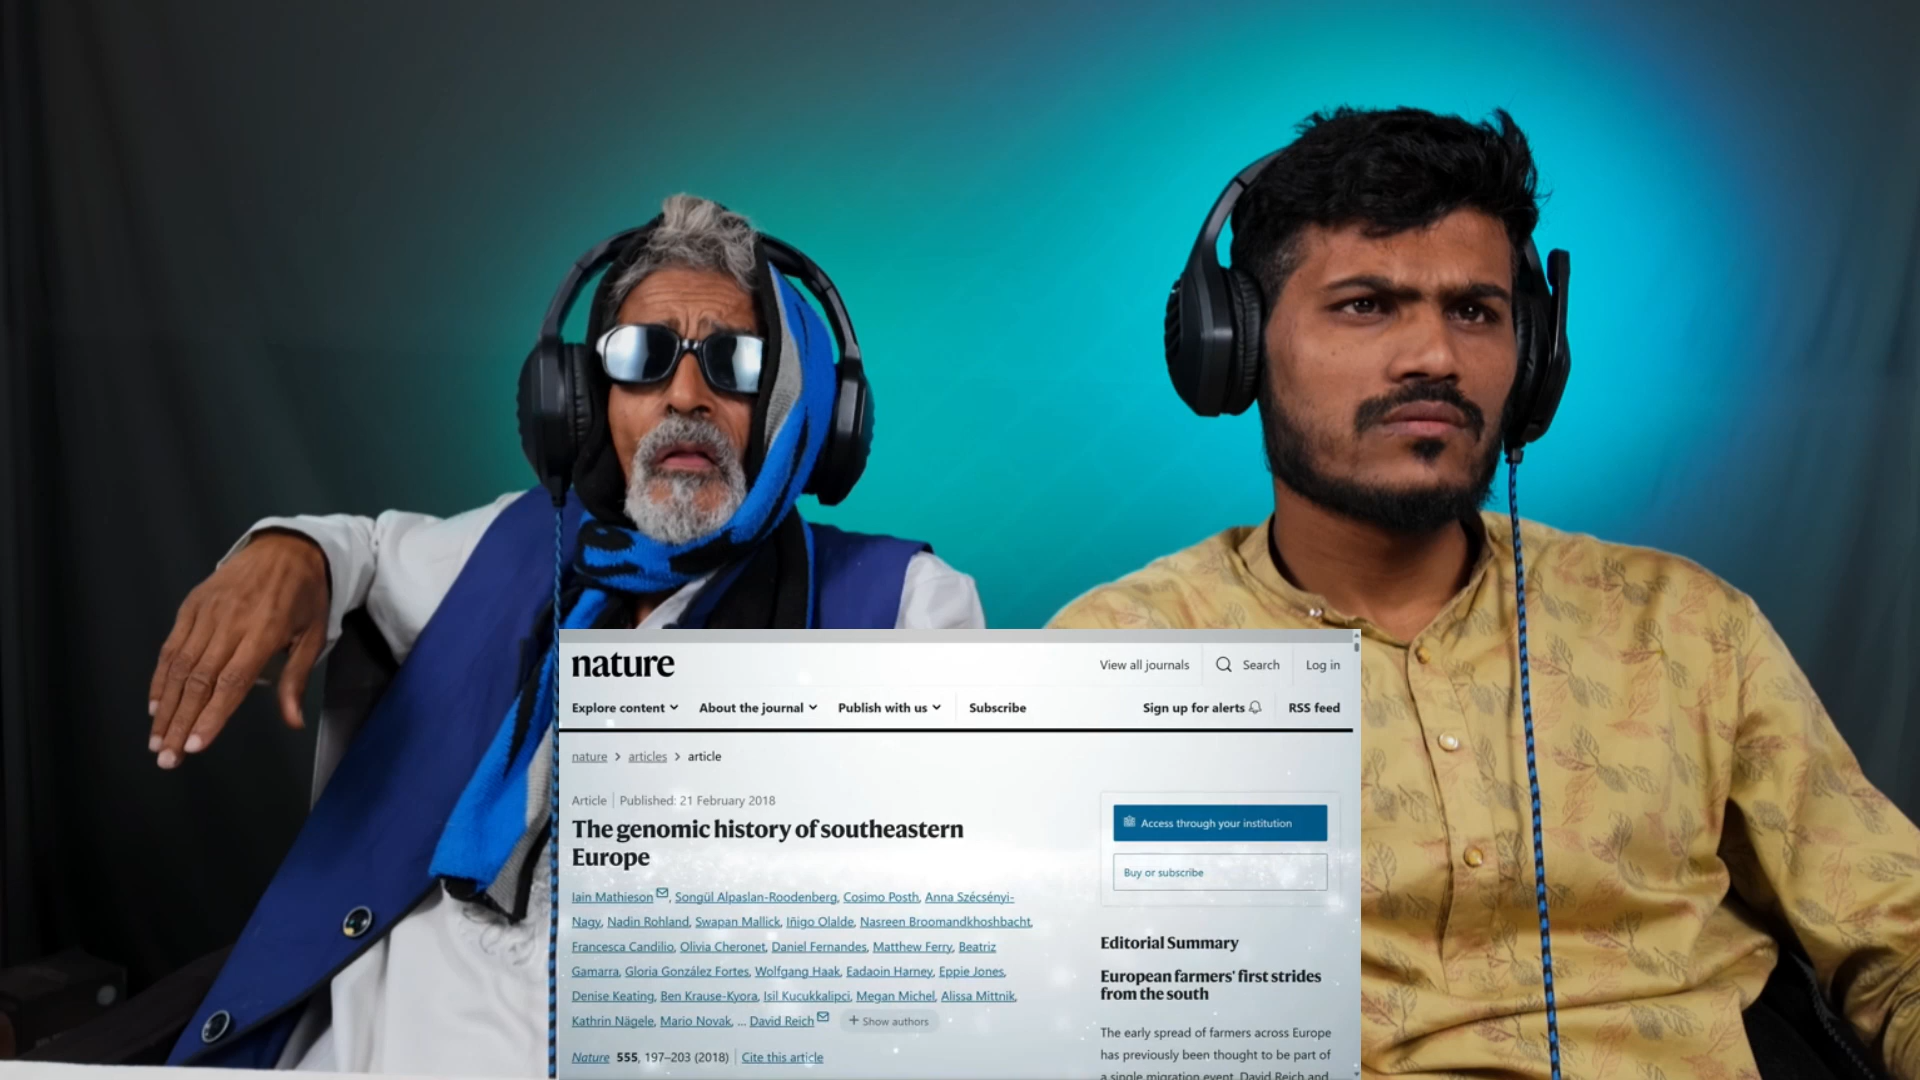 nature
View all journals
Search
Log in
Explore content
About the journal
Publish with us
Subscribe
Sign up for alerts
RSS feed
nature > articles > article
Article | Published: 21 February 2018
The genomic history of southeastern
Europe
Iain Mathieson, Songül Alpaslan-Roodenberg, Cosimo Posth, Anna Szécsényi-
Nagy, Nadin Rohland, Swapan Mallick, Iñigo Olalde, Nasreen Broomandkhoshbacht,
Francesca Candilio, Olivia Cheronet, Daniel Fernandes, Matthew Ferry, Beatriz
Gamarra, Gloria González Fortes, Wolfgang Haak, Eadaoin Harney, Eppie Jones,
Denise Keating, Ben Krause-Kyora, Isil Kucukkalipci, Megan Michel, Alissa Mittnik,
Kathrin Nägele, Mario Novak, ... David Reich + Show authors
Nature 555, 197–203 (2018) | Cite this article
Access through your institution
Buy or subscribe
Editorial Summary
European farmers' first strides
from the south
The early spread of farmers across Europe
has previously been thought to be part of
a single migration event. David Reich and